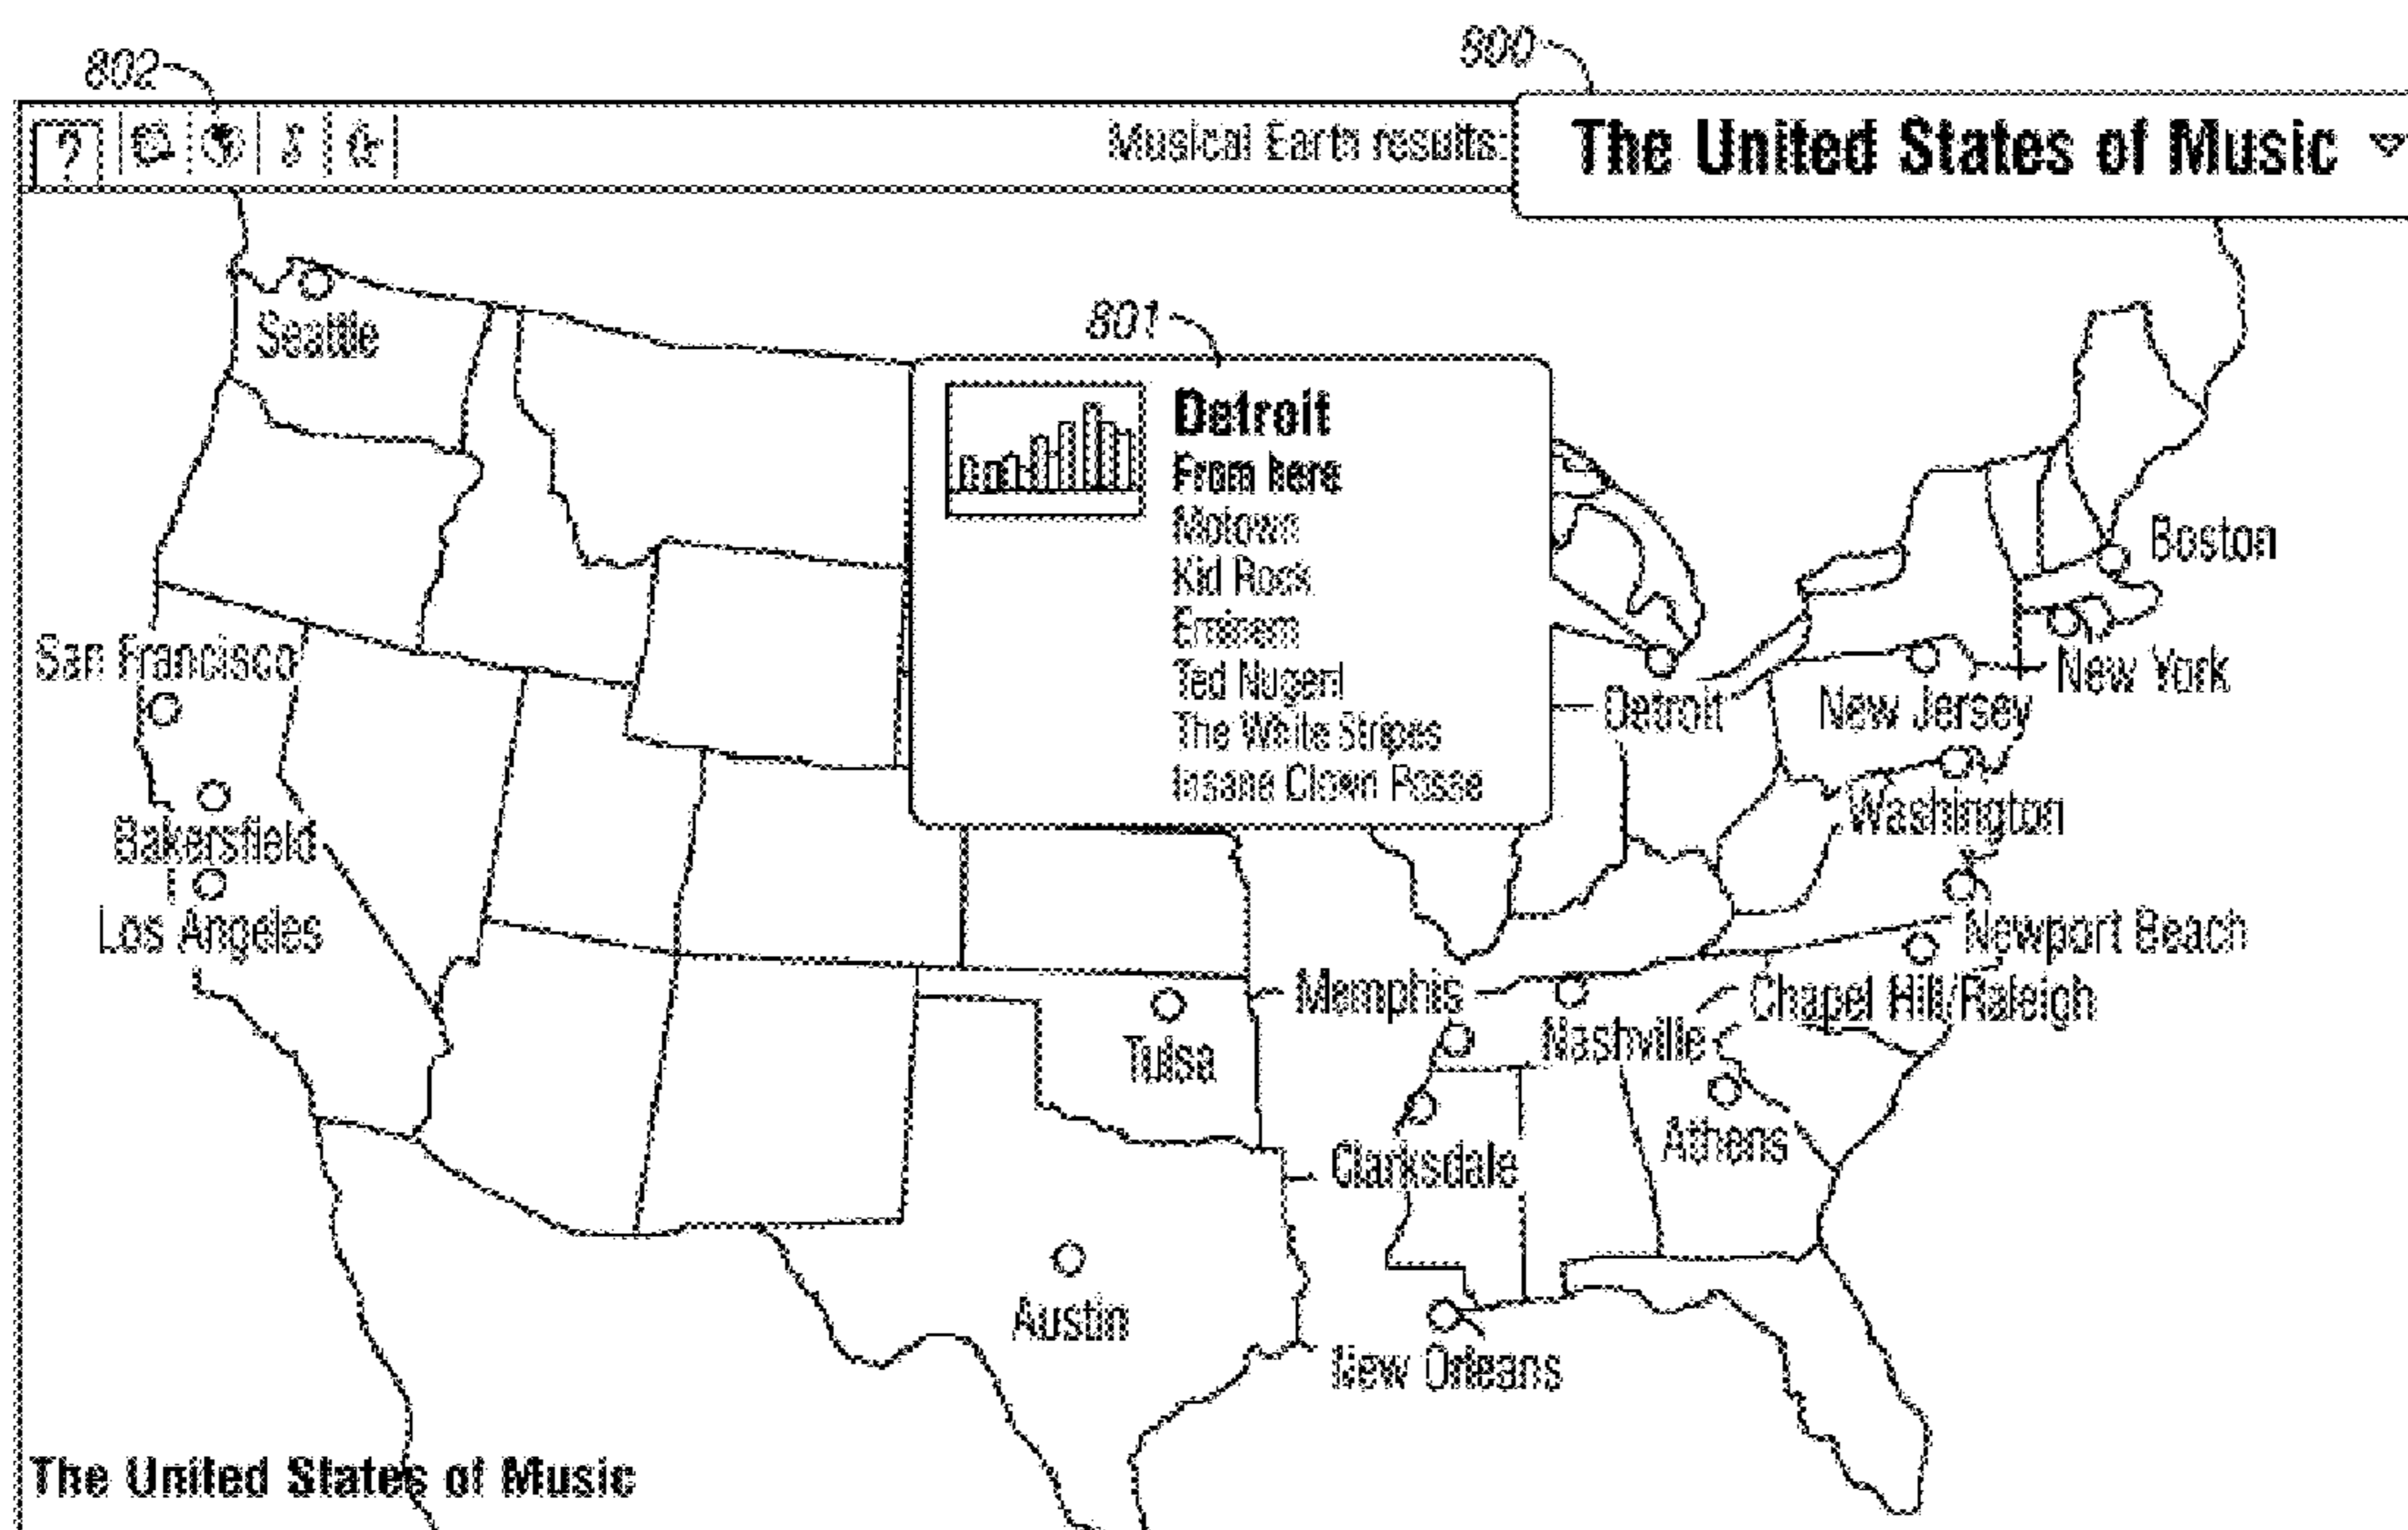 802
800
?
Musical Earth results:
The United States of Music
Seattle
801
Detroit
From here
Motown
Kid Rock
Eminem
Ted Nugent
The White Stripes
Insane Clown Posse
Boston
San Francisco
New York
Detroit
New Jersey
Washington
Bakersfield
Los Angeles
Newport Beach
Memphis
Chapel Hill/Raleigh
Nashville
Tulsa
Athens
Clarksdale
Austin
New Orleans
The United States of Music